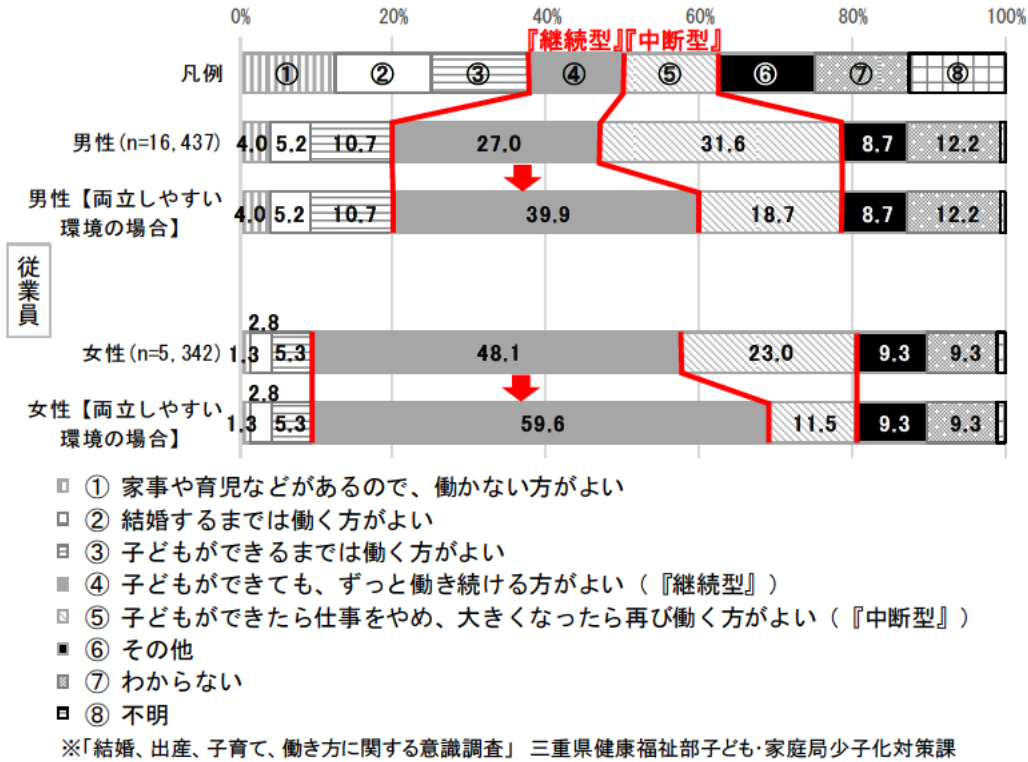 0% 20% 40% 60% 80% 100%
『継続型』『中断型』
凡例 ① ② ③ ④ ⑤ ⑥ ⑦ ⑧
男性(n=16,437) 4.0 5.2 10.7 27.0 31.6 8.7 12.2
男性【両立しやすい
環境の場合】 4.0 5.2 10.7 39.9 18.7 8.7 12.2
従業員
2.8
女性(n=5,342) 1.3 5.3 48.1 23.0 9.3 9.3
2.8
女性【両立しやすい
環境の場合】 1.3 5.3 59.6 11.5 9.3 9.3
① 家事や育児などがあるので、働かない方がよい
② 結婚するまでは働く方がよい
③ 子どもができるまでは働く方がよい
④ 子どもができても、ずっと働き続ける方がよい（『継続型』）
⑤ 子どもができたら仕事をやめ、大きくなったら再び働く方がよい（『中断型』）
⑥ その他
⑦ わからない
⑧ 不明
※「結婚、出産、子育て、働き方に関する意識調査」 三重県健康福祉部子ども・家庭局少子化対策課